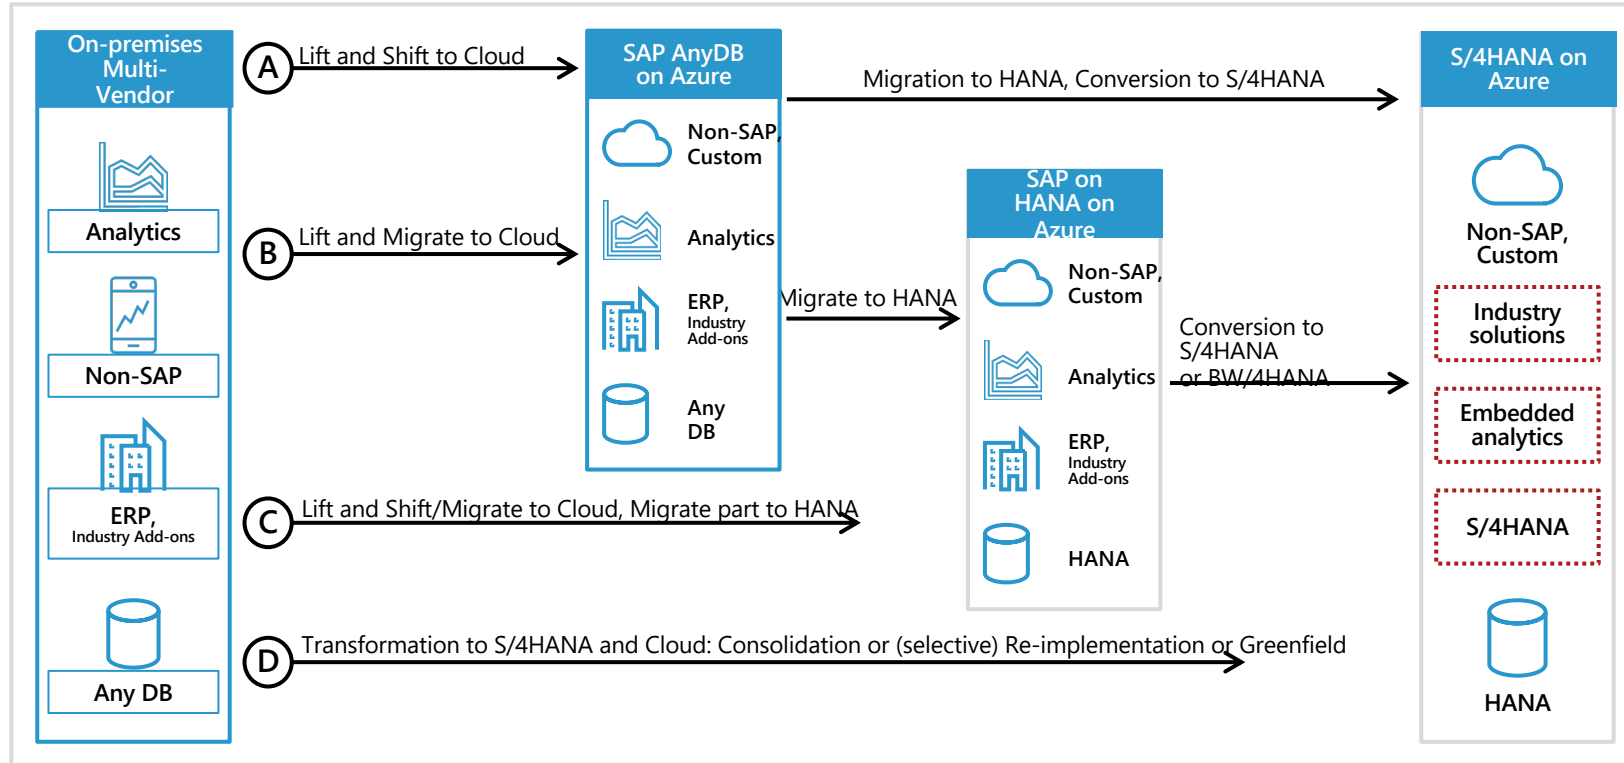 On-premises
Multi-
Vendor
Analytics
Non-SAP
ERP,
Industry Add-ons
Any DB
A
Lift and Shift to Cloud
B
Lift and Migrate to Cloud
C
Lift and Shift/Migrate to Cloud, Migrate part to HANA
D
Transformation to S/4HANA and Cloud: Consolidation or (selective) Re-implementation or Greenfield
SAP AnyDB
on Azure
Non-SAP,
Custom
Analytics
ERP,
Industry
Add-ons
Any
DB
Migration to HANA, Conversion to S/4HANA
Migrate to HANA
SAP on
HANA on
Azure
Non-SAP,
Custom
Analytics
ERP,
Industry
Add-ons
HANA
Conversion to
S/4HANA
or BW/4HANA
S/4HANA on
Azure
Non-SAP,
Custom
Industry
solutions
Embedded
analytics
S/4HANA
HANA